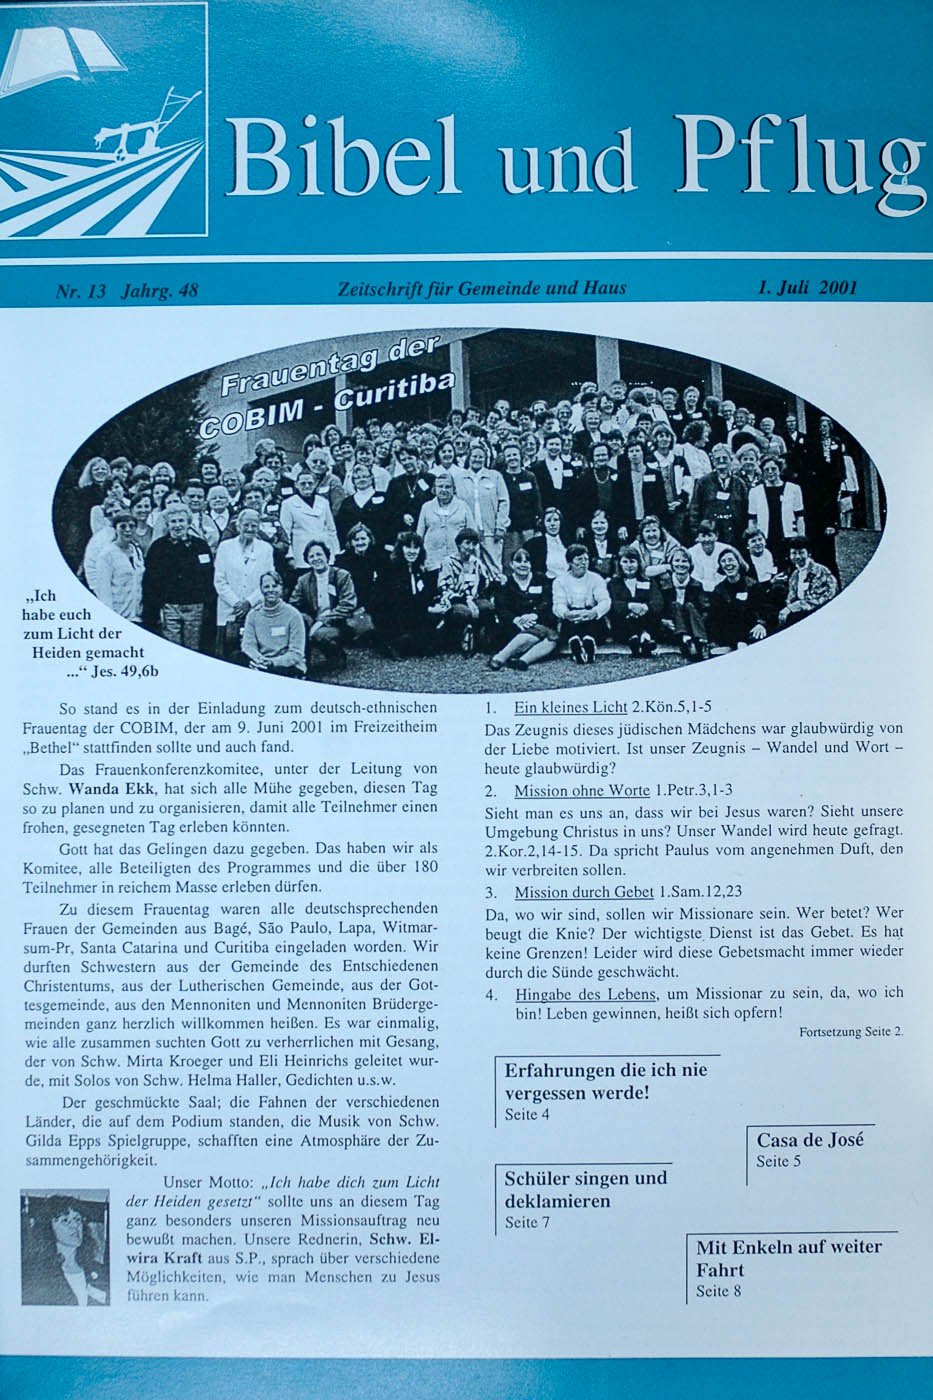 Bibel und Pflug
Nr. 13 Jahrg. 48 Zeitschrift für Gemeinde und Haus 1. Juli 2001
Frauentag der
COBIM - Curitiba
„Ich
habe euch
zum Licht der
Heiden gemacht
...“ Jes. 49,6b
So stand es in der Einladung zum deutsch-ethnischen
Frauentag der COBIM, der am 9. Juni 2001 im Freizeitheim
„Bethel“ stattfinden sollte und auch fand.
Das Frauenkonferenzkomitee, unter der Leitung von
Schw. Wanda Ekk, hat sich alle Mühe gegeben, diesen Tag
so zu planen und zu organisieren, damit alle Teilnehmer einen
frohen, gesegneten Tag erleben könnten.
Gott hat das Gelingen dazu gegeben. Das haben wir als
Komitee, alle Beteiligten des Programmes und die über 180
Teilnehmer in reichem Masse erleben dürfen.
Zu diesem Frauentag waren alle deutschsprechenden
Frauen der Gemeinden aus Bagé, São Paulo, Lapa, Witmar-
sum-Pr, Santa Catarina und Curitiba eingeladen worden. Wir
durften Schwestern aus der Gemeinde des Entschiedenen
Christentums, aus der Lutherischen Gemeinde, aus der Got-
tesgemeinde, aus den Mennoniten und Mennoniten Brüderge-
meinden ganz herzlich willkommen heißen. Es war einmalig,
wie alle zusammen suchten Gott zu verherrlichen mit Gesang,
der von Schw. Mirta Kroeger und Eli Heinrichs geleitet wur-
de, mit Solos von Schw. Helma Haller, Gedichten u.s.w.
Der geschmückte Saal; die Fahnen der verschiedenen
Länder, die auf dem Podium standen, die Musik von Schw.
Gilda Epps Spielgruppe, schafften eine Atmosphäre der Zu-
sammengehörigkeit.
Unser Motto: „Ich habe dich zum Licht
der Heiden gesetzt“ sollte uns an diesem Tag
ganz besonders unseren Missionsauftrag neu
bewußt machen. Unsere Rednerin, Schw. El-
wira Kraft aus S.P., sprach über verschiedene
Möglichkeiten, wie man Menschen zu Jesus
führen kann.
1. Ein kleines Licht 2.Kön.5,1-5
Das Zeugnis dieses jüdischen Mädchens war glaubwürdig von
der Liebe motiviert. Ist unser Zeugnis – Wandel und Wort –
heute glaubwürdig?
2. Mission ohne Worte 1.Petr.3,1-3
Sieht man es uns an, dass wir bei Jesus waren? Sieht unsere
Umgebung Christus in uns? Unser Wandel wird heute gefragt.
2.Kor.2,14-15. Da spricht Paulus vom angenehmen Duft, den
wir verbreiten sollen.
3. Mission durch Gebet 1.Sam.12,23
Da, wo wir sind, sollen wir Missionare sein. Wer betet? Wer
beugt die Knie? Der wichtigste Dienst ist das Gebet. Es hat
keine Grenzen! Leider wird diese Gebetsmacht immer wieder
durch die Sünde geschwächt.
4. Hingabe des Lebens, um Missionar zu sein, da, wo ich
bin! Leben gewinnen, heißt sich opfern!
Fortsetzung Seite 2.
Erfahrungen die ich nie
vergessen werde!
Seite 4
Casa de José
Seite 5
Schüler singen und
deklamieren
Seite 7
Mit Enkeln auf weiter
Fahrt
Seite 8